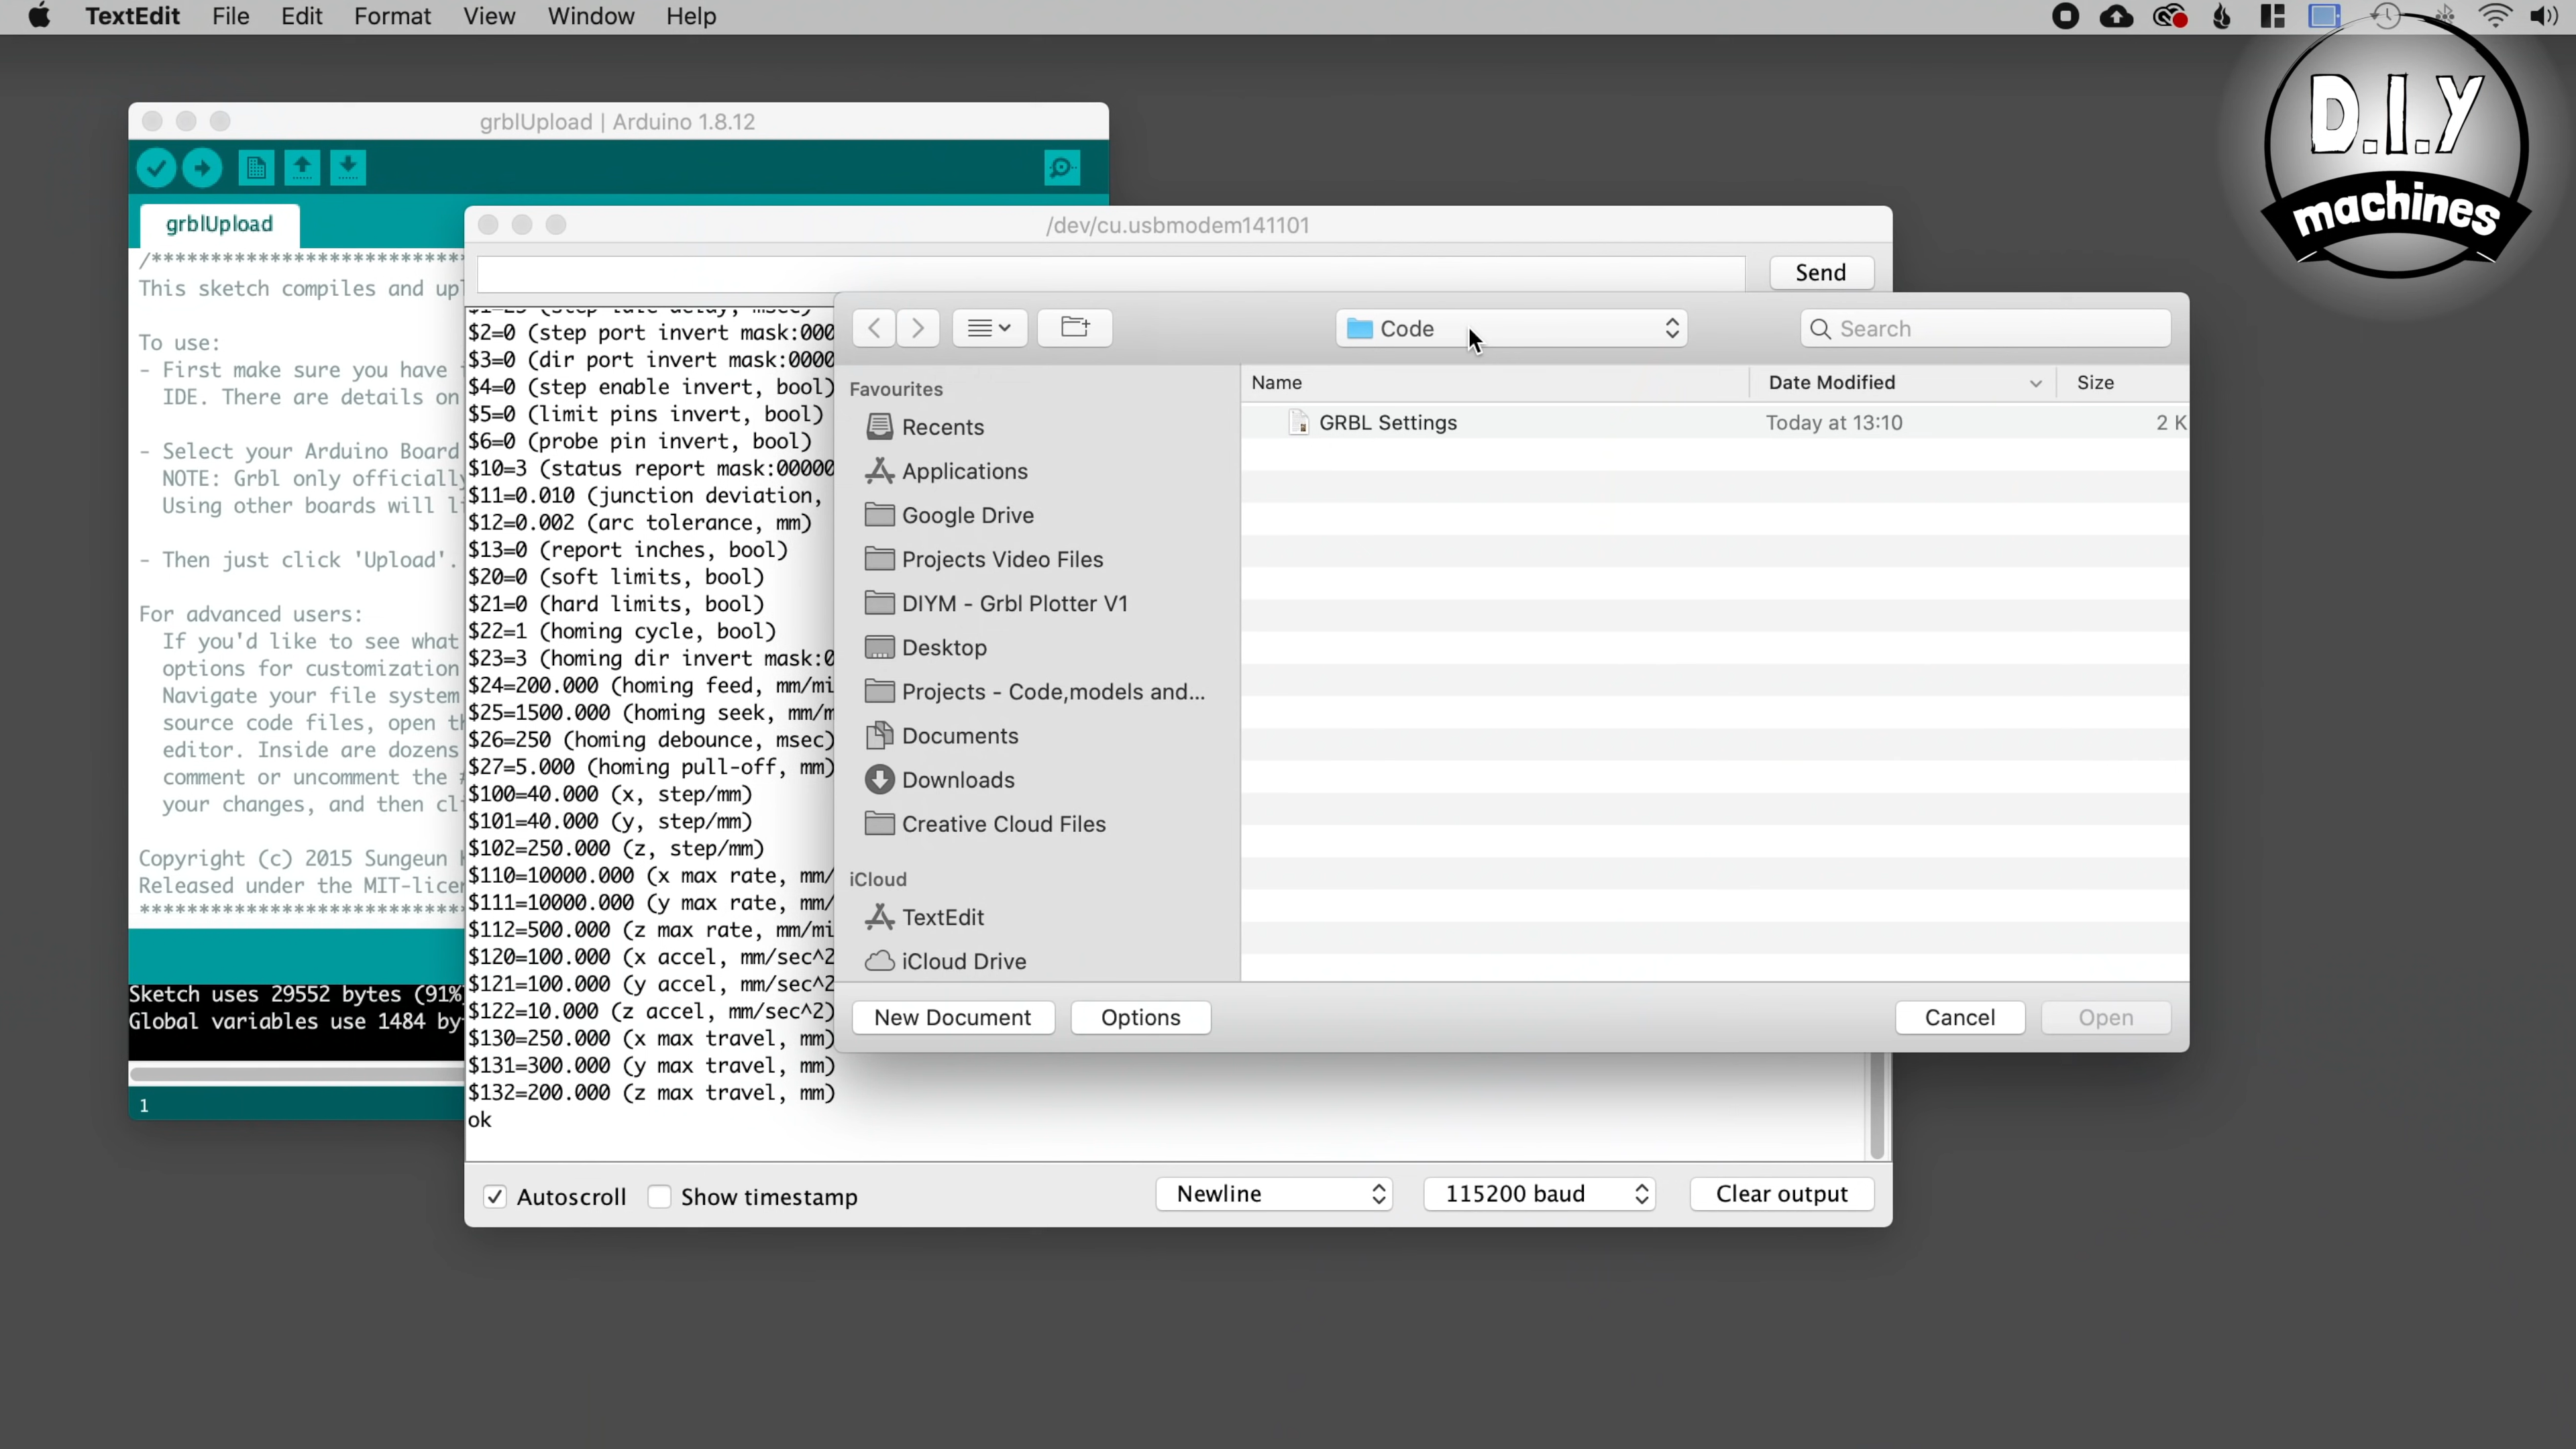 TextEdit File Edit Format View Window Help
D.I.Y
machines
grblUpload | Arduino 1.8.12
grblUpload
/***************************
This sketch compiles and upl
To use:
- First make sure you have
IDE. There are details on
- Select your Arduino Board
NOTE: Grbl only officially
Using other boards will li
- Then just click 'Upload'.
For advanced users:
If you'd like to see what
options for customization
Navigate your file system
source code files, open th
editor. Inside are dozens
comment or uncomment the #
your changes, and then cli
Copyright (c) 2015 Sungeun K
Released under the MIT-licen
***************************
Sketch uses 29552 bytes (91%
Global variables use 1484 by
1
/dev/cu.usbmodem141101
Send
$2=0 (step port invert mask:000
$3=0 (dir port invert mask:0000
$4=0 (step enable invert, bool)
$5=0 (limit pins invert, bool)
$6=0 (probe pin invert, bool)
$10=3 (status report mask:00000
$11=0.010 (junction deviation,
$12=0.002 (arc tolerance, mm)
$13=0 (report inches, bool)
$20=0 (soft limits, bool)
$21=0 (hard limits, bool)
$22=1 (homing cycle, bool)
$23=3 (homing dir invert mask:0
$24=200.000 (homing feed, mm/mi
$25=1500.000 (homing seek, mm/m
$26=250 (homing debounce, msec)
$27=5.000 (homing pull-off, mm)
$100=40.000 (x, step/mm)
$101=40.000 (y, step/mm)
$102=250.000 (z, step/mm)
$110=10000.000 (x max rate, mm/
$111=10000.000 (y max rate, mm/
$112=500.000 (z max rate, mm/mi
$120=100.000 (x accel, mm/sec^2
$121=100.000 (y accel, mm/sec^2
$122=10.000 (z accel, mm/sec^2)
$130=250.000 (x max travel, mm)
$131=300.000 (y max travel, mm)
$132=200.000 (z max travel, mm)
ok
Autoscroll Show timestamp Newline 115200 baud Clear output
Code Search
Favourites
Recents
Applications
Google Drive
Projects Video Files
DIYM - Grbl Plotter V1
Desktop
Projects - Code,models and...
Documents
Downloads
Creative Cloud Files
iCloud
TextEdit
iCloud Drive
Name Date Modified Size
GRBL Settings Today at 13:10 2 K
New Document Options Cancel Open